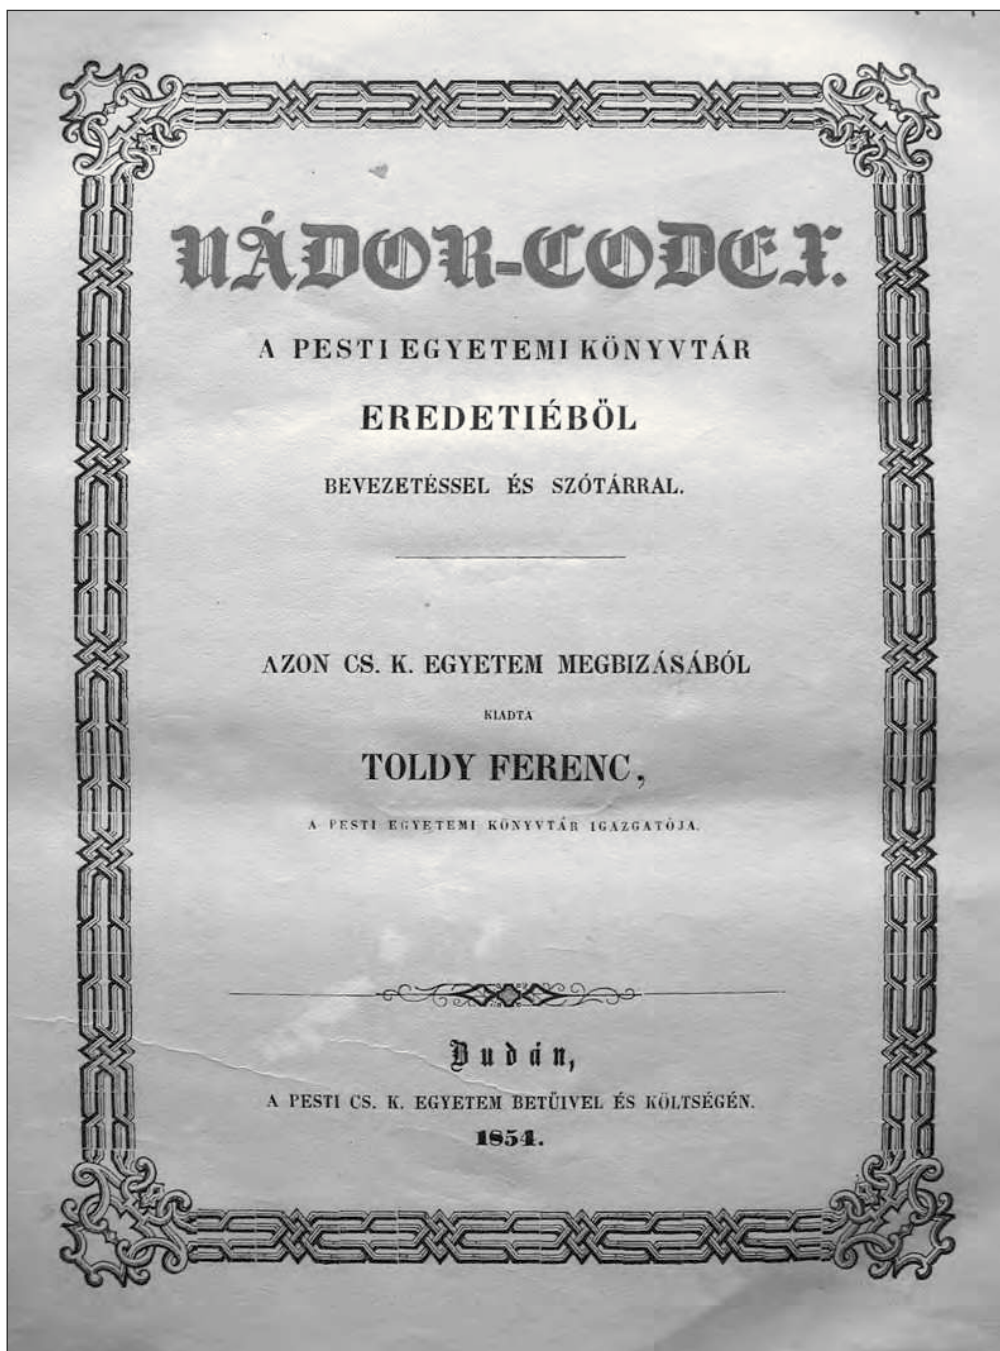 NÁDOR-CODEX.
A PESTI EGYETEMI KÖNYVTÁR
EREDETIÉBŐL
BEVEZETÉSSEL ÉS SZÓTÁRRAL.
AZON CS. K. EGYETEM MEGBIZÁSÁBÓL
KIADTA
TOLDY FERENC,
A PESTI EGYETEMI KÖNYVTÁR IGAZGATÓJA.
Budán,
A PESTI CS. K. EGYETEM BETŰIVEL ÉS KÖLTSÉGÉN.
1854.